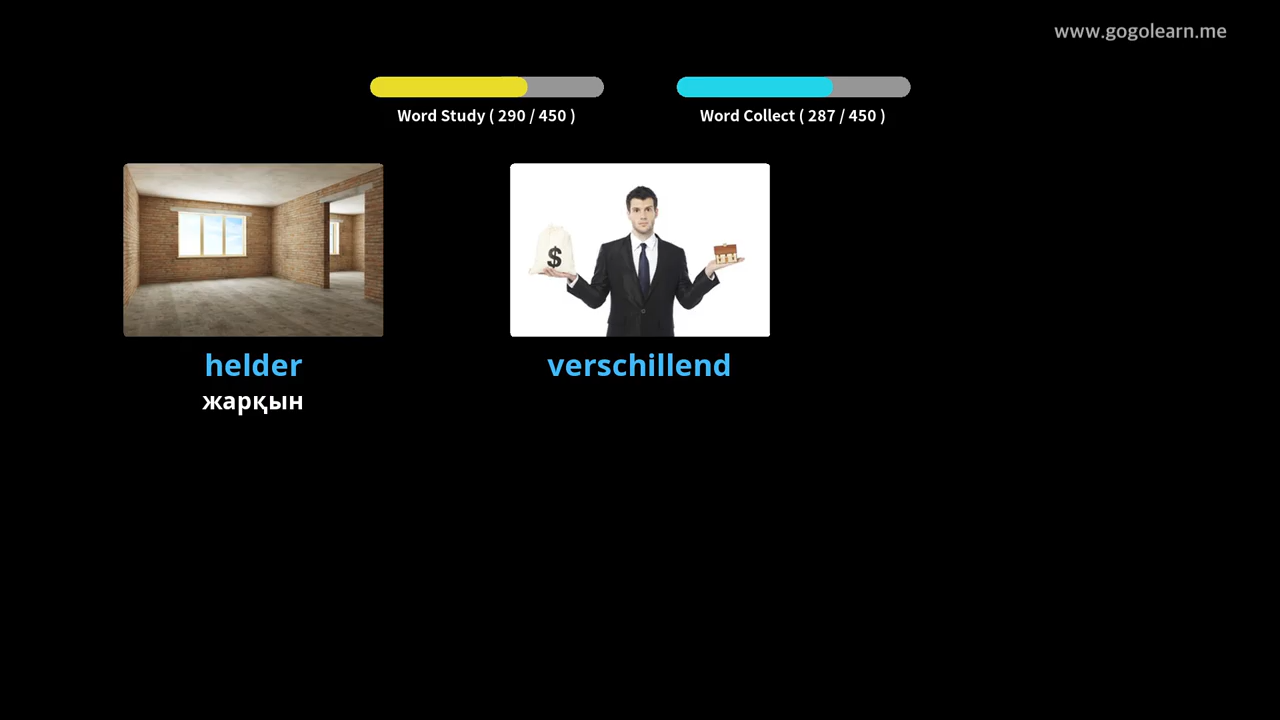 www.gogolearn.me
Word Study ( 290 / 450 )
Word Collect ( 287 / 450 )
$
helder
verschillend
жарқын